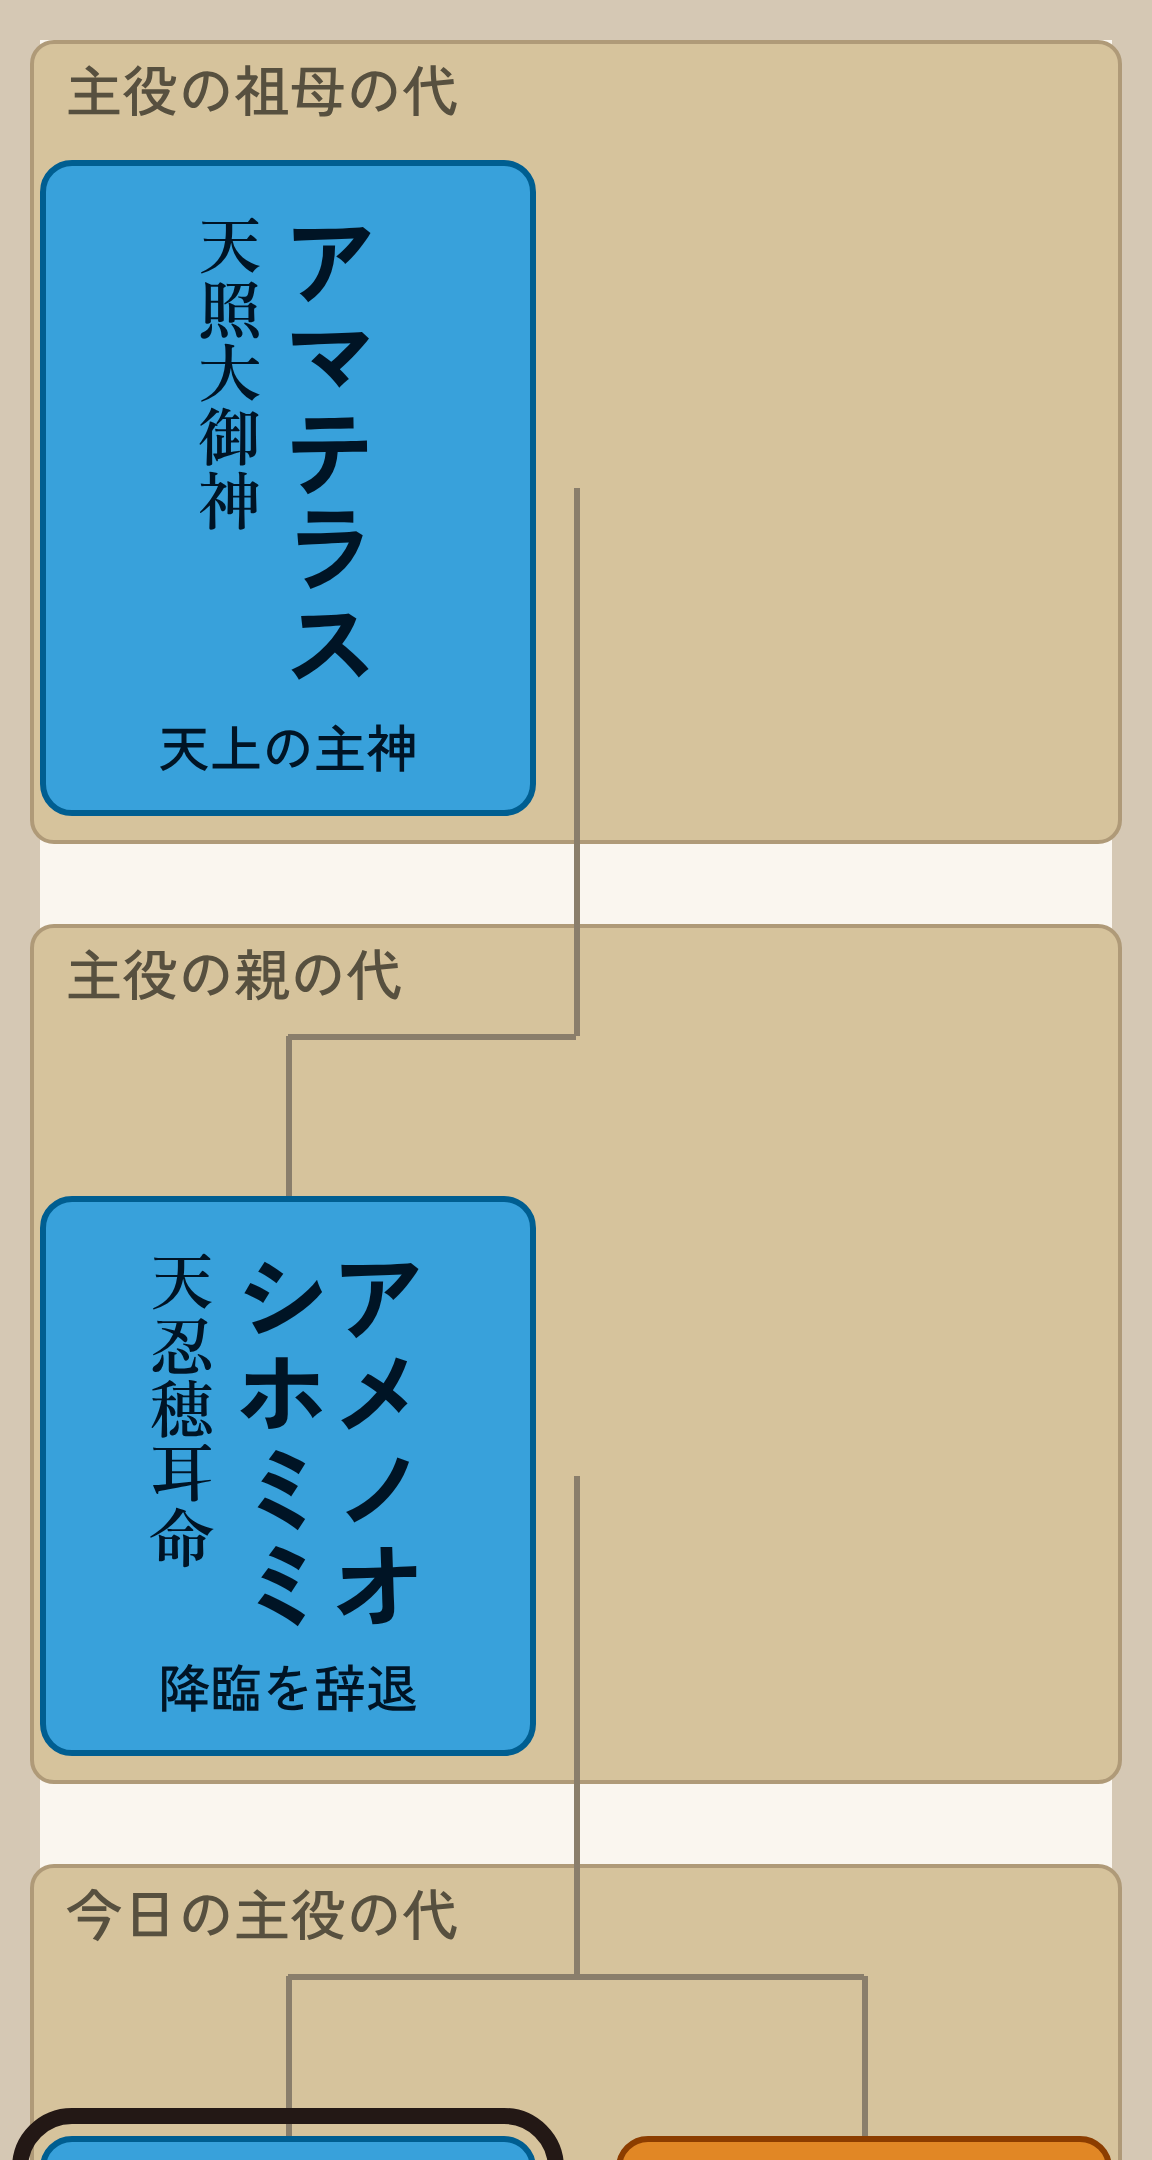 主役の祖母の代
アマテラス
天照大御神
天上の主神
主役の親の代
アメノオ
シホミミ
天忍穂耳命
降臨を辞退
今日の主役の代